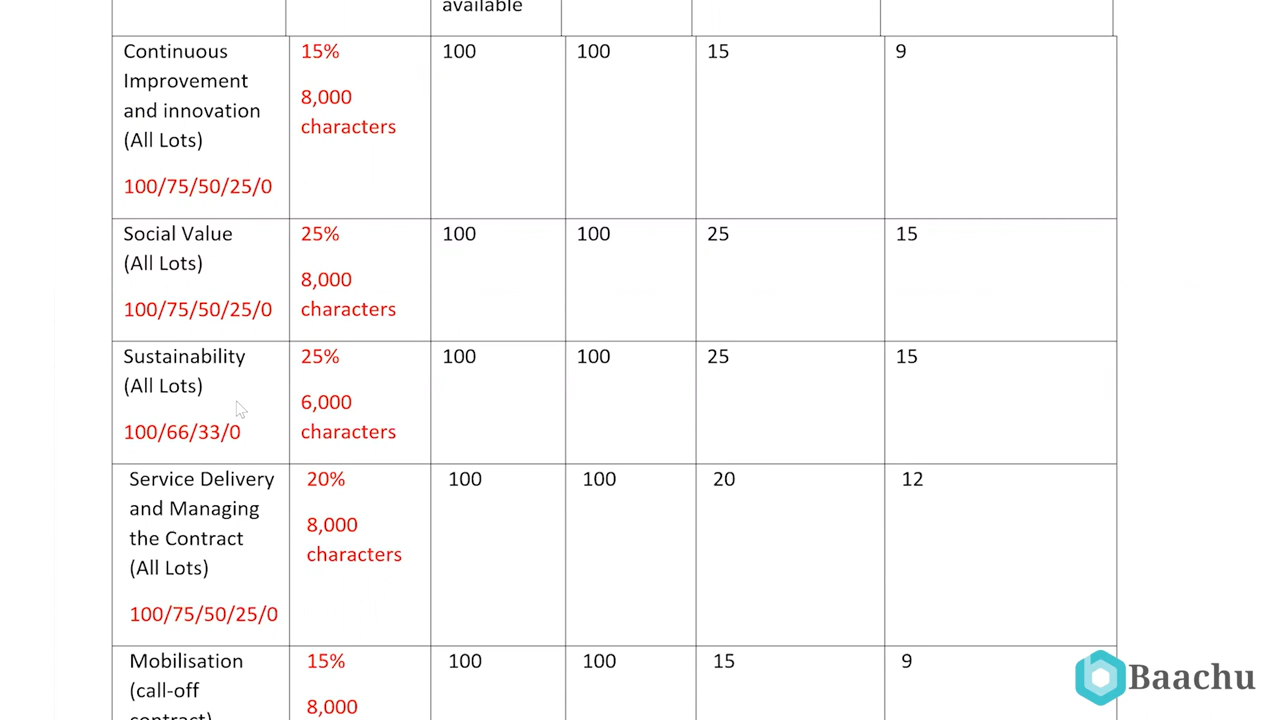 available
Continuous
Improvement
and innovation
(All Lots)
100/75/50/25/0
15%
8,000
characters
100
100
15
9
Social Value
(All Lots)
100/75/50/25/0
25%
8,000
characters
100
100
25
15
Sustainability
(All Lots)
100/66/33/0
25%
6,000
characters
100
100
25
15
Service Delivery
and Managing
the Contract
(All Lots)
100/75/50/25/0
20%
8,000
characters
100
100
20
12
Mobilisation
(call-off
contract)
15%
8,000
100
100
15
9
Baachu